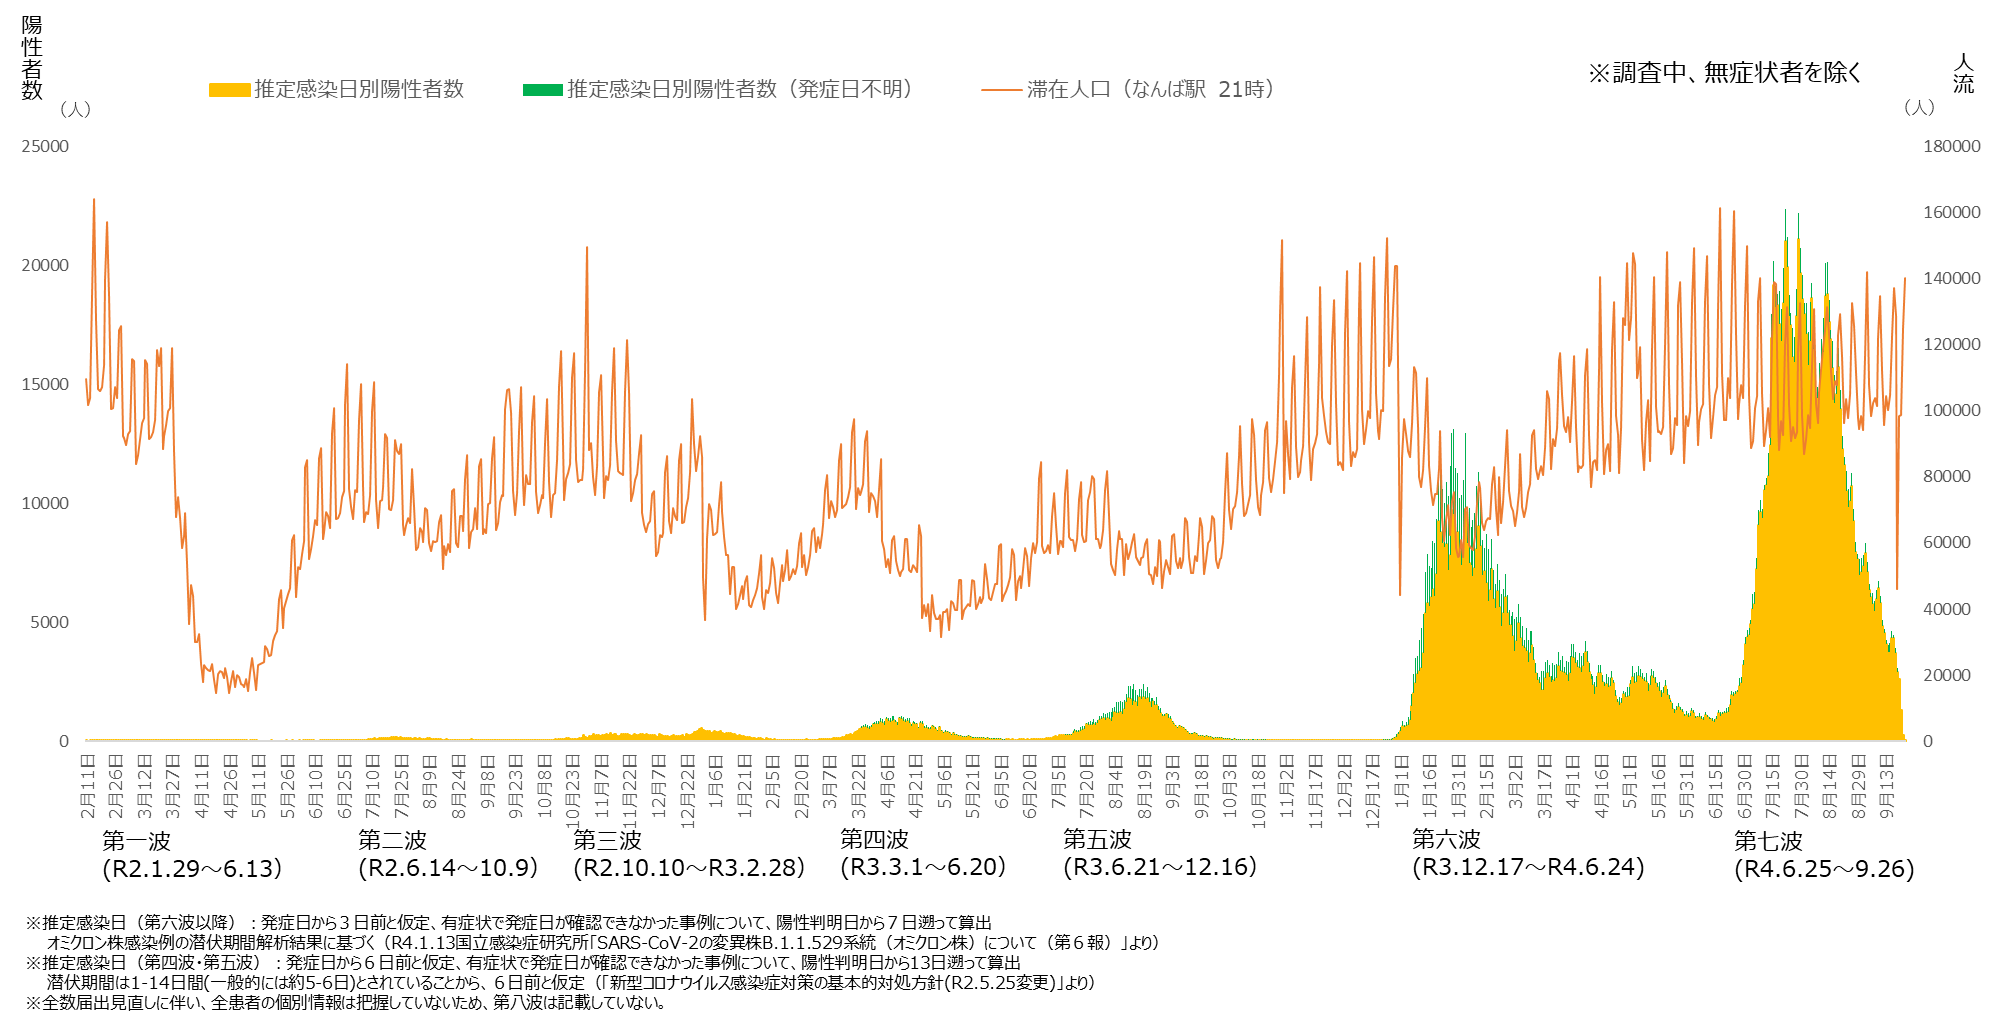 陽性者数
（人）
推定感染日別陽性者数
推定感染日別陽性者数（発症日不明）
滞在人口（なんば駅 21時）
※調査中、無症状者を除く
人流
（人）
25000
20000
15000
10000
5000
0
180000
160000
140000
120000
100000
80000
60000
40000
20000
0
2月11日
2月26日
3月12日
3月27日
4月11日
4月26日
5月11日
5月26日
6月10日
6月25日
7月10日
7月25日
8月9日
8月24日
9月8日
9月23日
10月8日
10月23日
11月7日
11月22日
12月7日
12月22日
1月6日
1月21日
2月5日
2月20日
3月7日
3月22日
4月6日
4月21日
5月6日
5月21日
6月5日
6月20日
7月5日
7月20日
8月4日
8月19日
9月3日
9月18日
10月3日
10月18日
11月2日
11月17日
12月2日
12月17日
1月1日
1月16日
1月31日
2月15日
3月2日
3月17日
4月1日
4月16日
5月1日
5月16日
5月31日
6月15日
6月30日
7月15日
7月30日
8月14日
8月29日
9月13日
第一波
(R2.1.29～6.13）
第二波
(R2.6.14～10.9）
第三波
(R2.10.10～R3.2.28）
第四波
(R3.3.1～6.20）
第五波
(R3.6.21～12.16）
第六波
(R3.12.17～R4.6.24)
第七波
(R4.6.25～9.26)
※推定感染日（第六波以降）：発症日から３日前と仮定、有症状で発症日が確認できなかった事例について、陽性判明日から７日遡って算出
オミクロン株感染例の潜伏期間解析結果に基づく（R4.1.13国立感染症研究所「SARS-CoV-2の変異株B.1.1.529系統（オミクロン株）について（第６報）」より）
※推定感染日（第四波・第五波）：発症日から６日前と仮定、有症状で発症日が確認できなかった事例について、陽性判明日から13日遡って算出
潜伏期間は1-14日間(一般的には約5-6日)とされていることから、６日前と仮定（「新型コロナウイルス感染症対策の基本的対処方針(R2.5.25変更)」より）
※全数届出見直しに伴い、全患者の個別情報は把握していないため、第八波は記載していない。